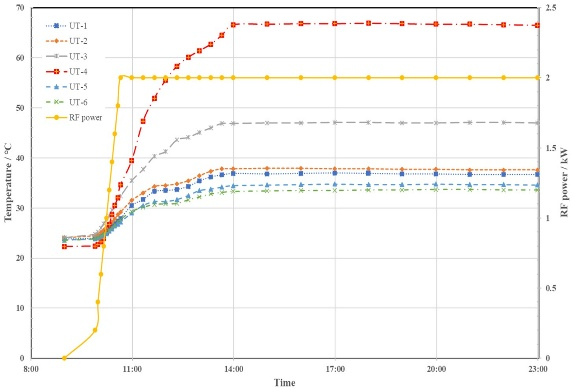 70
60
50
40
30
20
10
0
Temperature / °C
2.5
2
1.5
1
0.5
0
RF power / kW
UT-1
UT-2
UT-3
UT-4
UT-5
UT-6
RF power
8:00 11:00 14:00 17:00 20:00 23:00
Time